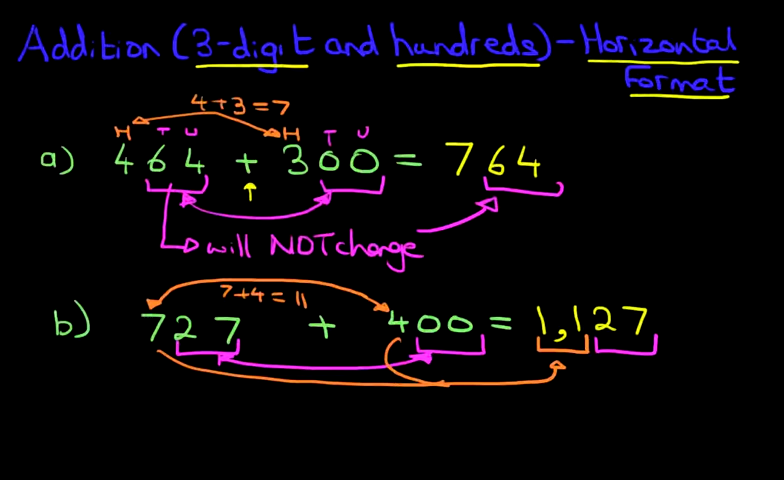 Addition (3-digit and hundreds) - Horizontal
Format
4+3=7
H T U H T U
a) 464 + 300 = 764
will NOT change
7+4=11
b) 727 + 400 = 1,127